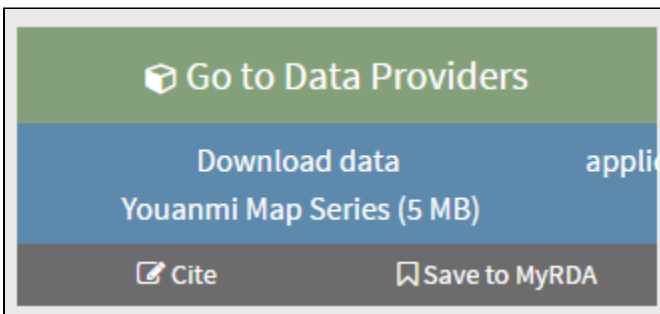 Go to Data Providers
Download data
Youanmi Map Series (5 MB)
Cite Save to MyRDA